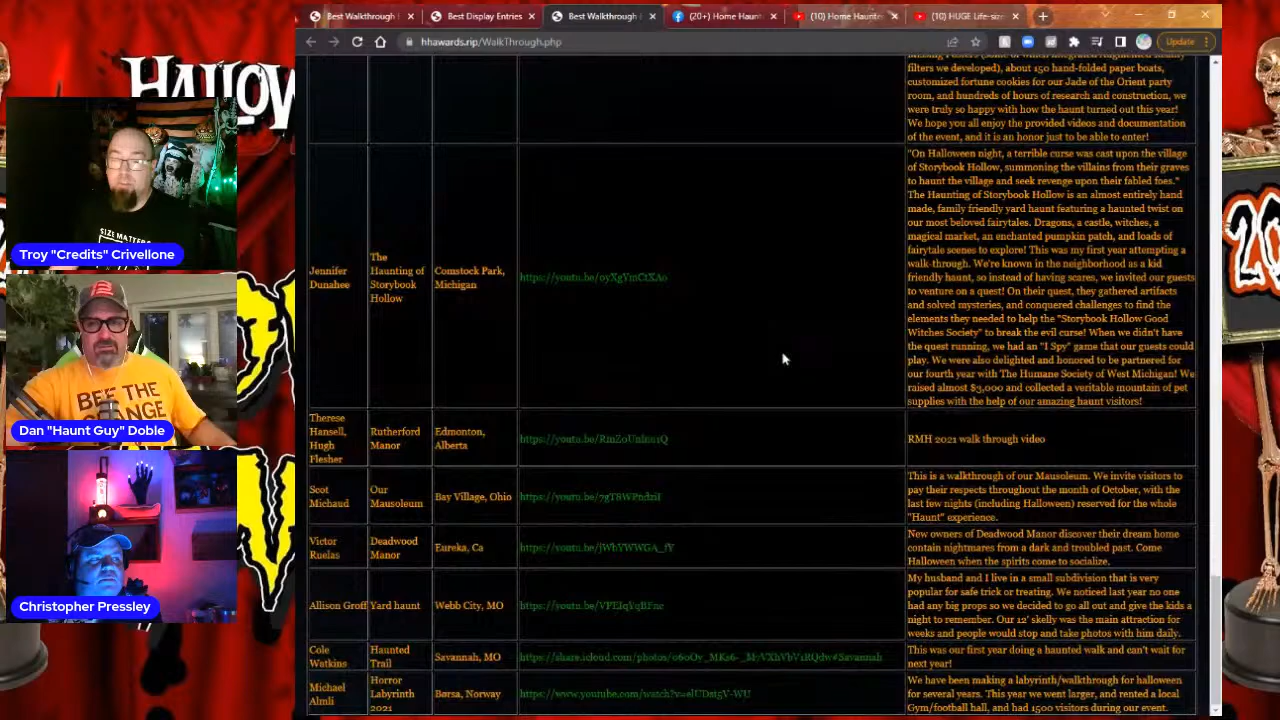 Best Walkthrough
Best Display Entries
Best Walkthrough
(20+) Home Haunt
(10) Home Haunte
(10) HUGE Life-size
hhawards.rip/WalkThrough.php
Update
HALLOW
20
filters we developed), about 150 hand-folded paper boats,
customized fortune cookies for our Jade of the Orient party
room, and hundreds of hours of research and construction, we
were truly so happy with how the haunt turned out this year!
We hope you all enjoy the provided videos and documentation
of the event, and it is an honor just to be able to enter!
Jennifer
Dunahee
The
Haunting of
Storybook
Hollow
Comstock Park,
Michigan
"On Halloween night, a terrible curse was cast upon the village
of Storybook Hollow, summoning the villains from their graves
to haunt the village and seek revenge upon their fabled foes."
The Haunting of Storybook Hollow is an almost entirely hand
made, family friendly yard haunt featuring a haunted twist on
our most beloved fairytales. Dragons, a castle, witches, a
magical market, an enchanted pumpkin patch, and loads of
fairytale scenes to explore! This was my first year attempting a
walk-through. We're known in the neighborhood as a kid
friendly haunt, so instead of having scares, we invited our guests
to venture on a quest! On their quest, they gathered artifacts
and solved mysteries, and conquered challenges to find the
elements they needed to help the "Storybook Hollow Good
Witches Society" to break the evil curse! When we didn't have
the quest running, we had an "I Spy" game that our guests could
play. We were also delighted and honored to be partnered for
our fourth year with The Humane Society of West Michigan! We
raised almost $3,000 and collected a veritable mountain of pet
supplies with the help of our amazing haunt visitors!
Therese
Hansell,
Hugh
Flesher
Rutherford
Manor
Edmonton,
Alberta
RMH 2021 walk through video
Scot
Michaud
Our
Mausoleum
Bay Village, Ohio
This is a walkthrough of our Mausoleum. We invite visitors to
pay their respects throughout the month of October, with the
last few nights (including Halloween) reserved for the whole
"Haunt" experience.
Victor
Ruelas
Deadwood
Manor
Eureka, Ca
New owners of Deadwood Manor discover their dream home
contain nightmares from a dark and troubled past. Come
Halloween when the spirits come to socialize.
Allison Groff
Yard haunt
Webb City, MO
My husband and I live in a small subdivision that is very
popular for safe trick or treating. We noticed last year no one
had any big props so we decided to go all out and give the kids a
night to remember. Our 12' skelly was the main attraction for
weeks and people would stop and take photos with him daily.
Cole
Watkins
Haunted
Trail
Savannah, MO
This was our first year doing a haunted walk and can't wait for
next year!
Michael
Almli
Horror
Labyrinth
2021
Børsa, Norway
We have been making a labyrinth/walkthrough for halloween
for several years. This year we went larger, and rented a local
Gym/football hall, and had 1500 visitors during our event.
SIZE MATTERS
Troy "Credits" Crivellone
BEE THE
CHANGE
Dan "Haunt Guy" Doble
Christopher Pressley